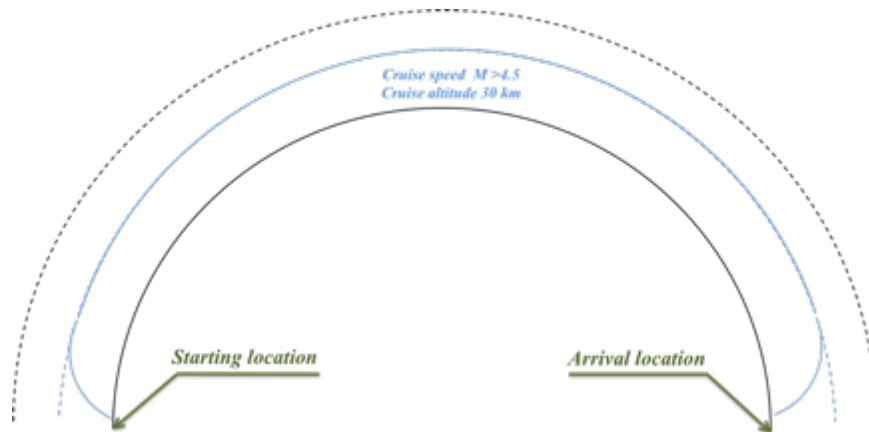 Cruise speed M >4.5
Cruise altitude 30 km
Starting location
Arrival location